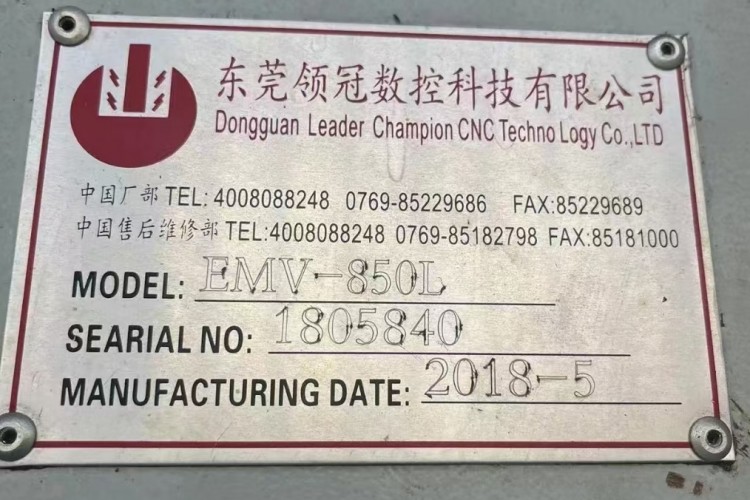 东莞领冠数控科技有限公司
Dongguan Leader Champion CNC Techno Logy Co.,LTD
中国厂部 TEL: 4008088248 0769-85229686 FAX:85229689
中国售后维修部 TEL:4008088248 0769-85182798 FAX:85181000
MODEL: EMV-850L
SEARIAL NO: 1805840
MANUFACTURING DATE: 2018-5